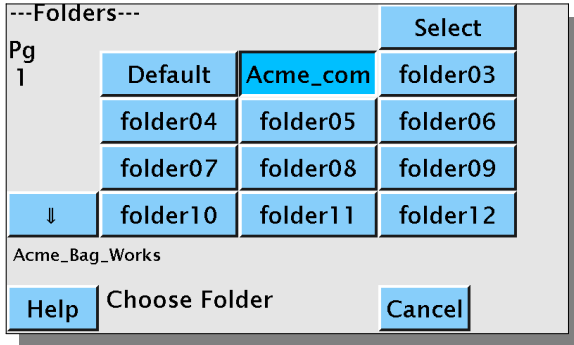 ---Folders---
Select
Pg
1
Default Acme_com folder03
folder04 folder05 folder06
folder07 folder08 folder09
⇓ folder10 folder11 folder12
Acme_Bag_Works
Help Choose Folder Cancel